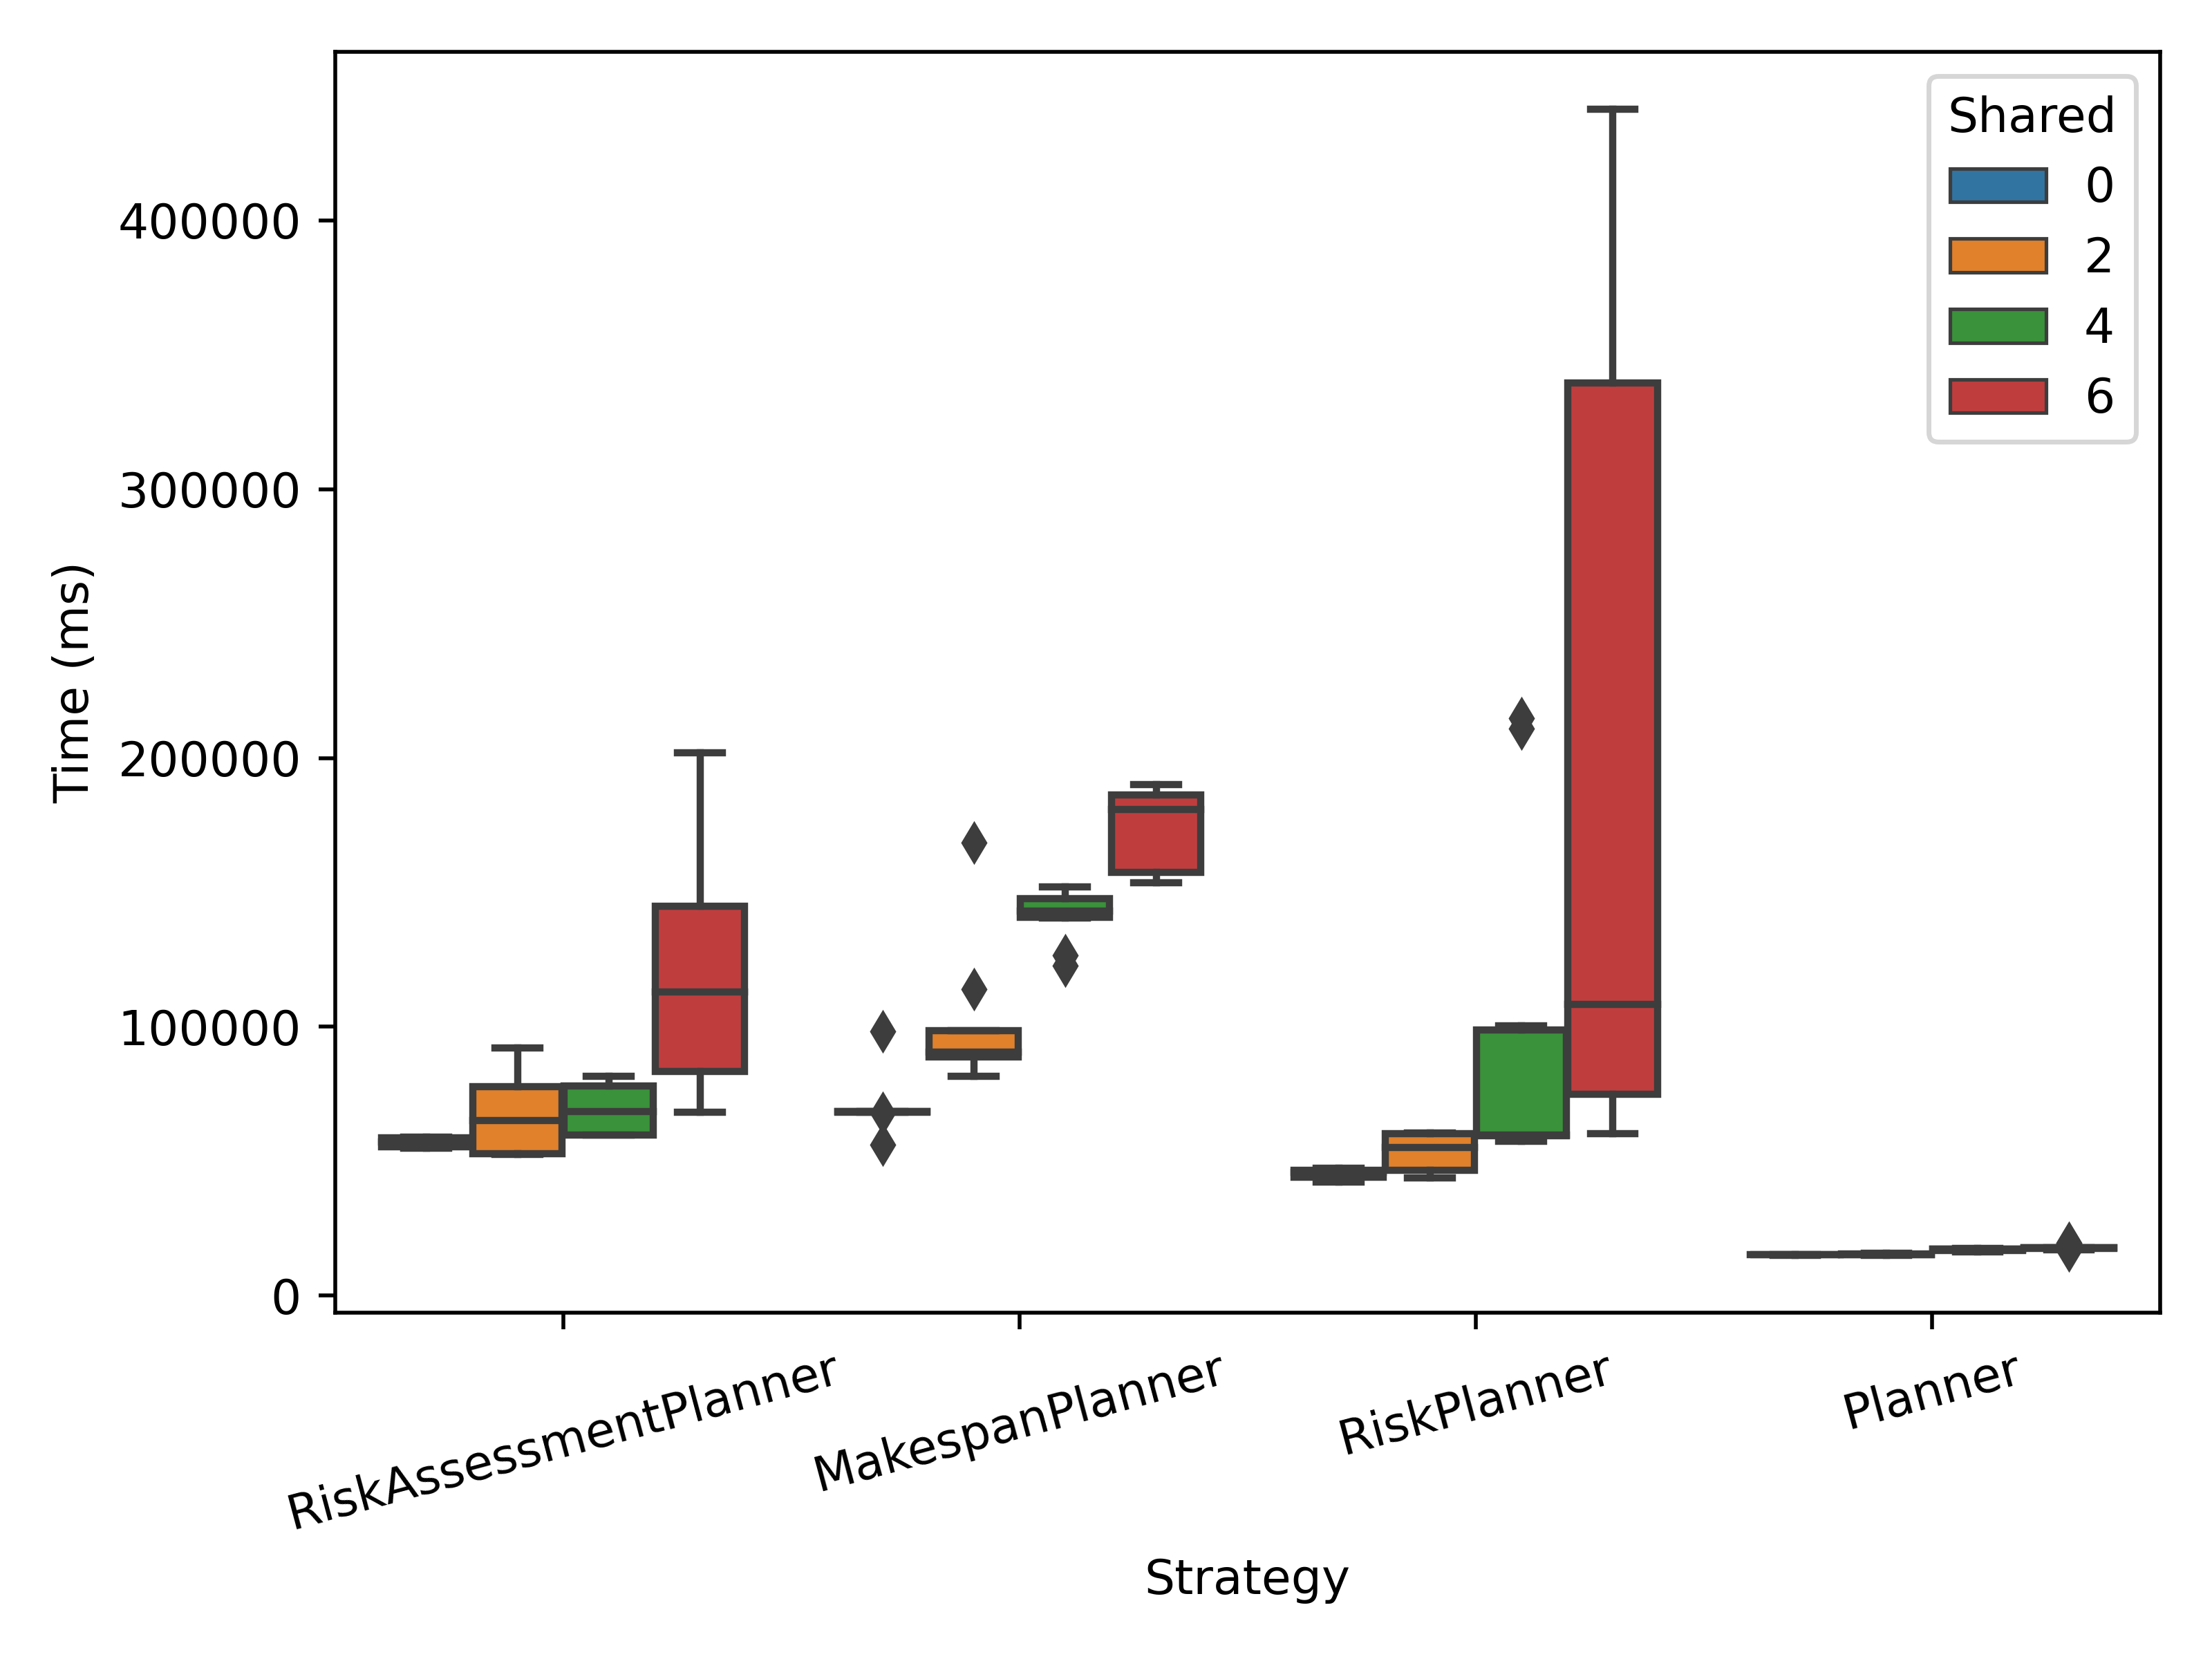 Shared
0
2
4
6
400000
300000
200000
100000
0
Time (ms)
RiskAssessmentPlanner
MakespanPlanner
RiskPlanner
Planner
Strategy